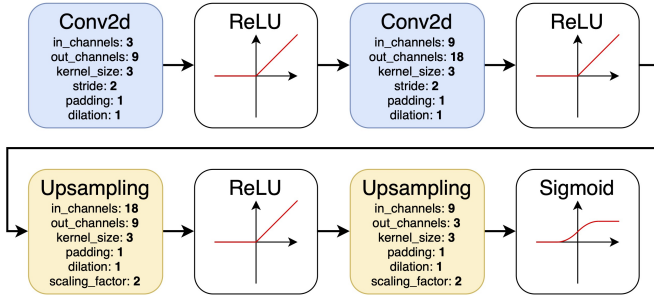 Conv2d
in_channels: 3
out_channels: 9
kernel_size: 3
stride: 2
padding: 1
dilation: 1
ReLU
Conv2d
in_channels: 9
out_channels: 18
kernel_size: 3
stride: 2
padding: 1
dilation: 1
ReLU
Upsampling
in_channels: 18
out_channels: 9
kernel_size: 3
padding: 1
dilation: 1
scaling_factor: 2
ReLU
Upsampling
in_channels: 9
out_channels: 3
kernel_size: 3
padding: 1
dilation: 1
scaling_factor: 2
Sigmoid